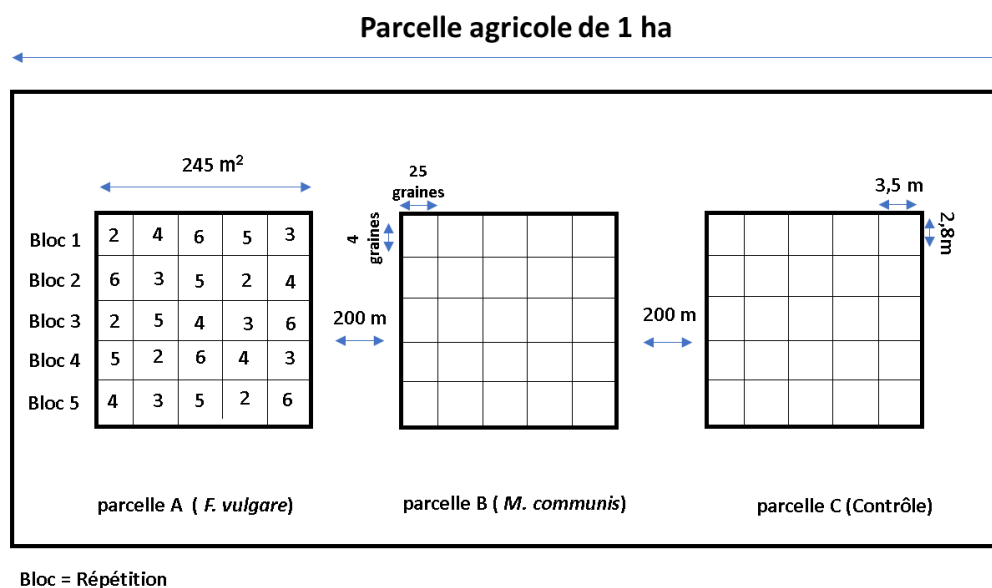 Parcelle agricole de 1 ha
245 m²
25
graines
3,5 m
4
graines
2,8m
Bloc 1 2 4 6 5 3
Bloc 2 6 3 5 2 4
Bloc 3 2 5 4 3 6
200 m
200 m
Bloc 4 5 2 6 4 3
Bloc 5 4 3 5 2 6
parcelle A ( F. vulgare)
parcelle B ( M. communis)
parcelle C (Contrôle)
Bloc = Répétition